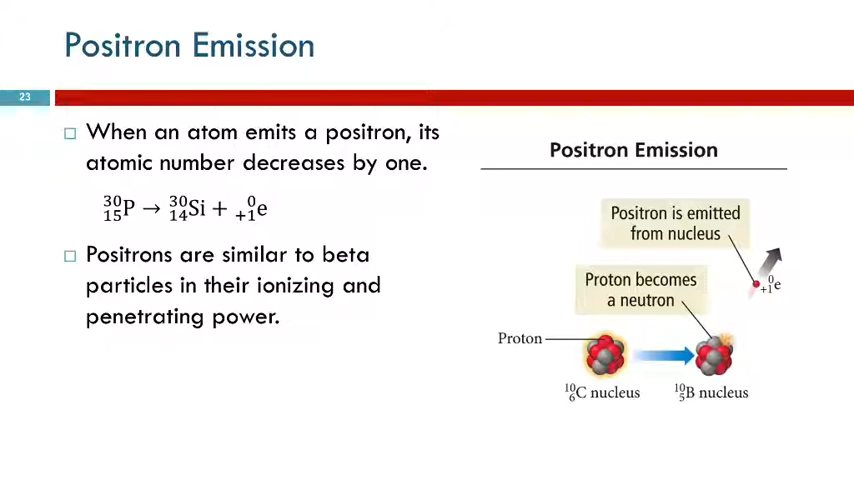 Positron Emission
23
When an atom emits a positron, its
atomic number decreases by one.
³⁰₁₅P → ³⁰₁₄Si + ⁰₊₁e
Positrons are similar to beta
particles in their ionizing and
penetrating power.
Positron Emission
Positron is emitted
from nucleus
⁰₊₁e
Proton becomes
a neutron
Proton
¹⁰₆C nucleus
¹⁰₅B nucleus